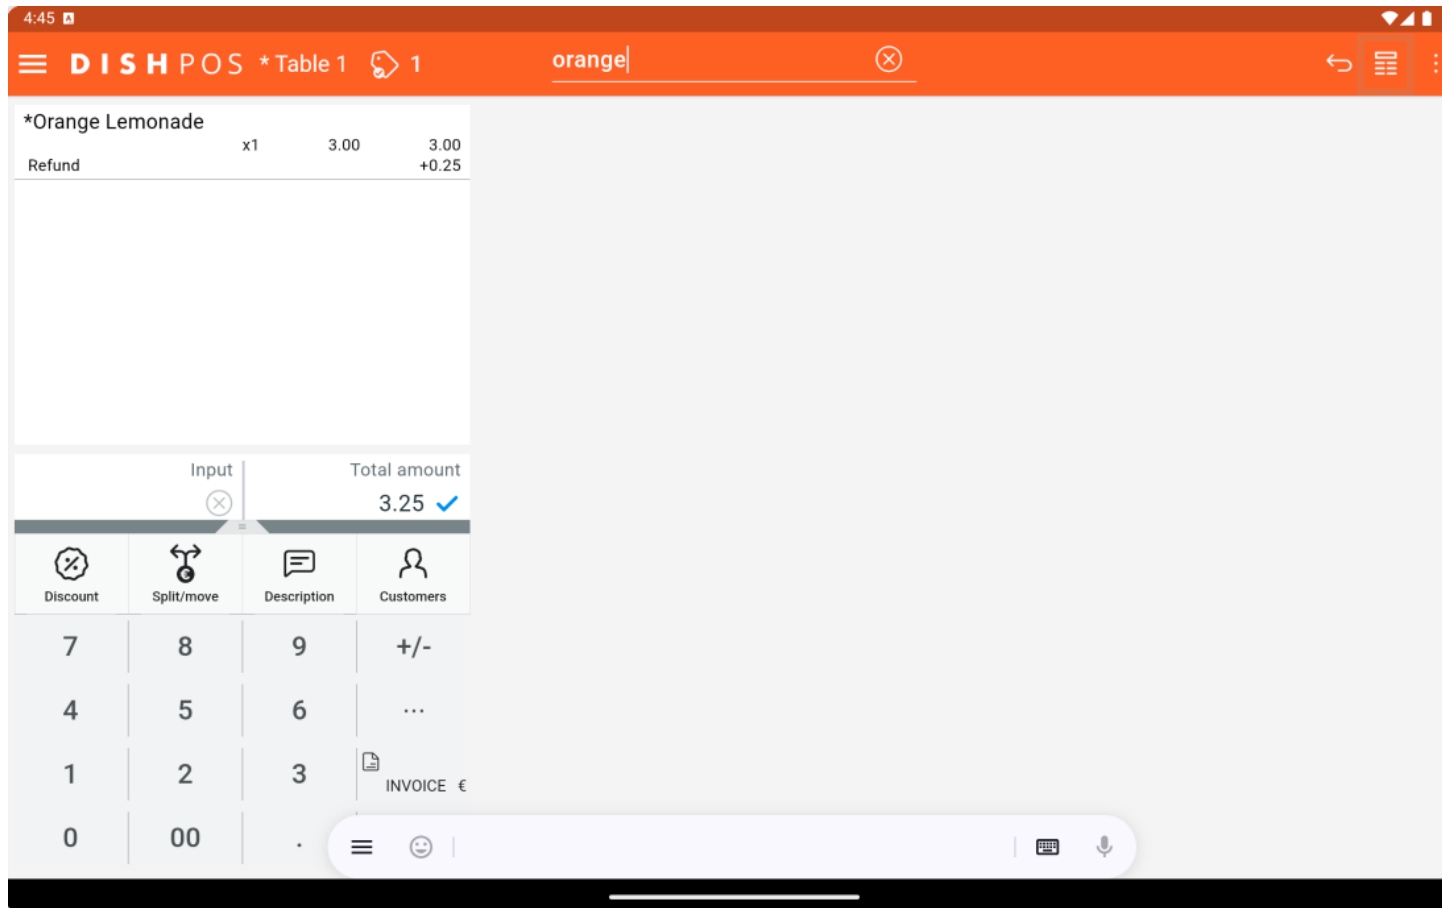 4:45 A
DISH POS * Table 1 1 orange
*Orange Lemonade
x1 3.00 3.00
Refund +0.25
Input Total amount
3.25
Discount Split/move Description Customers
7 8 9 +/-
4 5 6 ...
1 2 3 INVOICE €
0 00 .